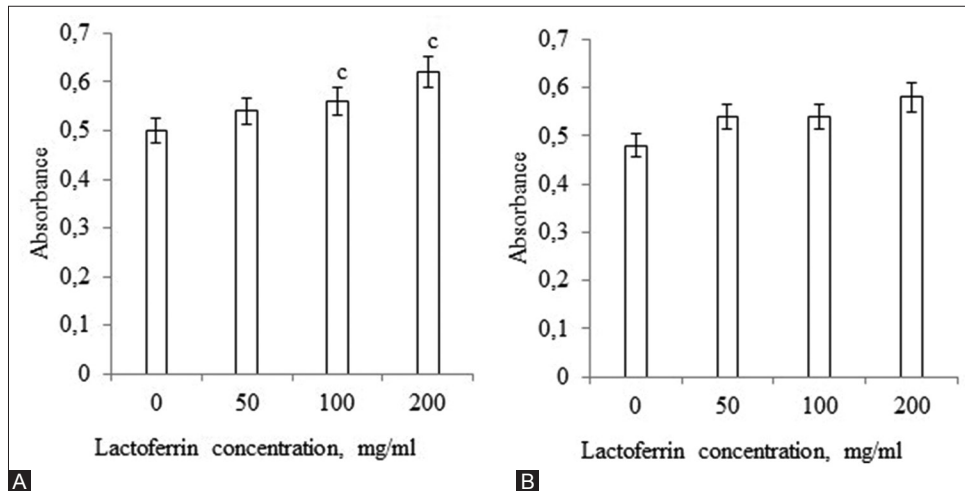 0,7
0,6
0,5
0,4
0,3
0,2
0,1
0
Absorbance
c
c
0 50 100 200
Lactoferrin concentration, mg/ml
A
0,7
0,6
0,5
0,4
0,3
0,2
0,1
0
Absorbance
0 50 100 200
Lactoferrin concentration, mg/ml
B